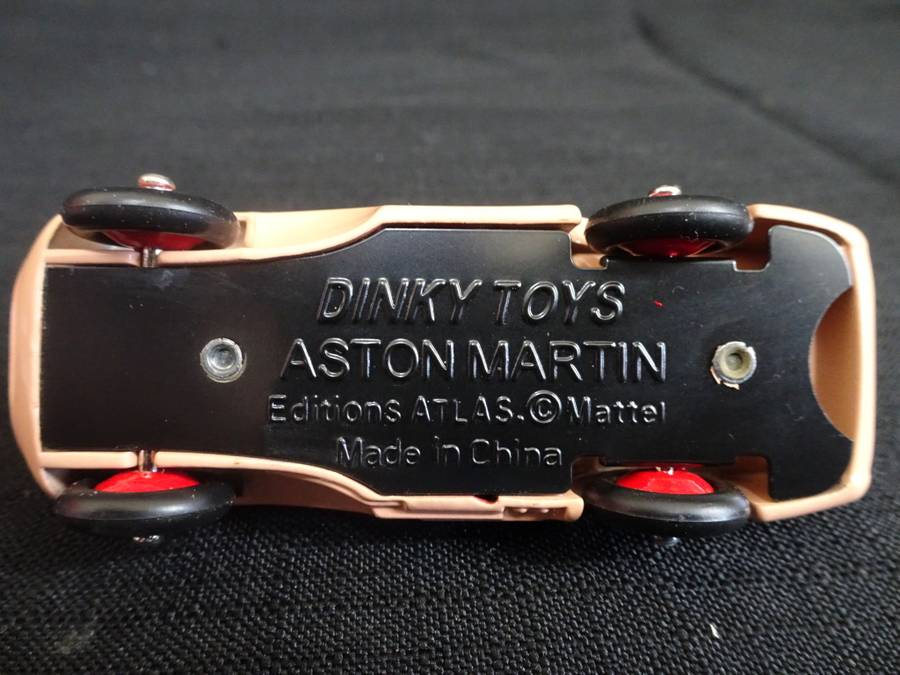 DINKY TOYS
ASTON MARTIN
Editions ATLAS.© Mattel
Made in China